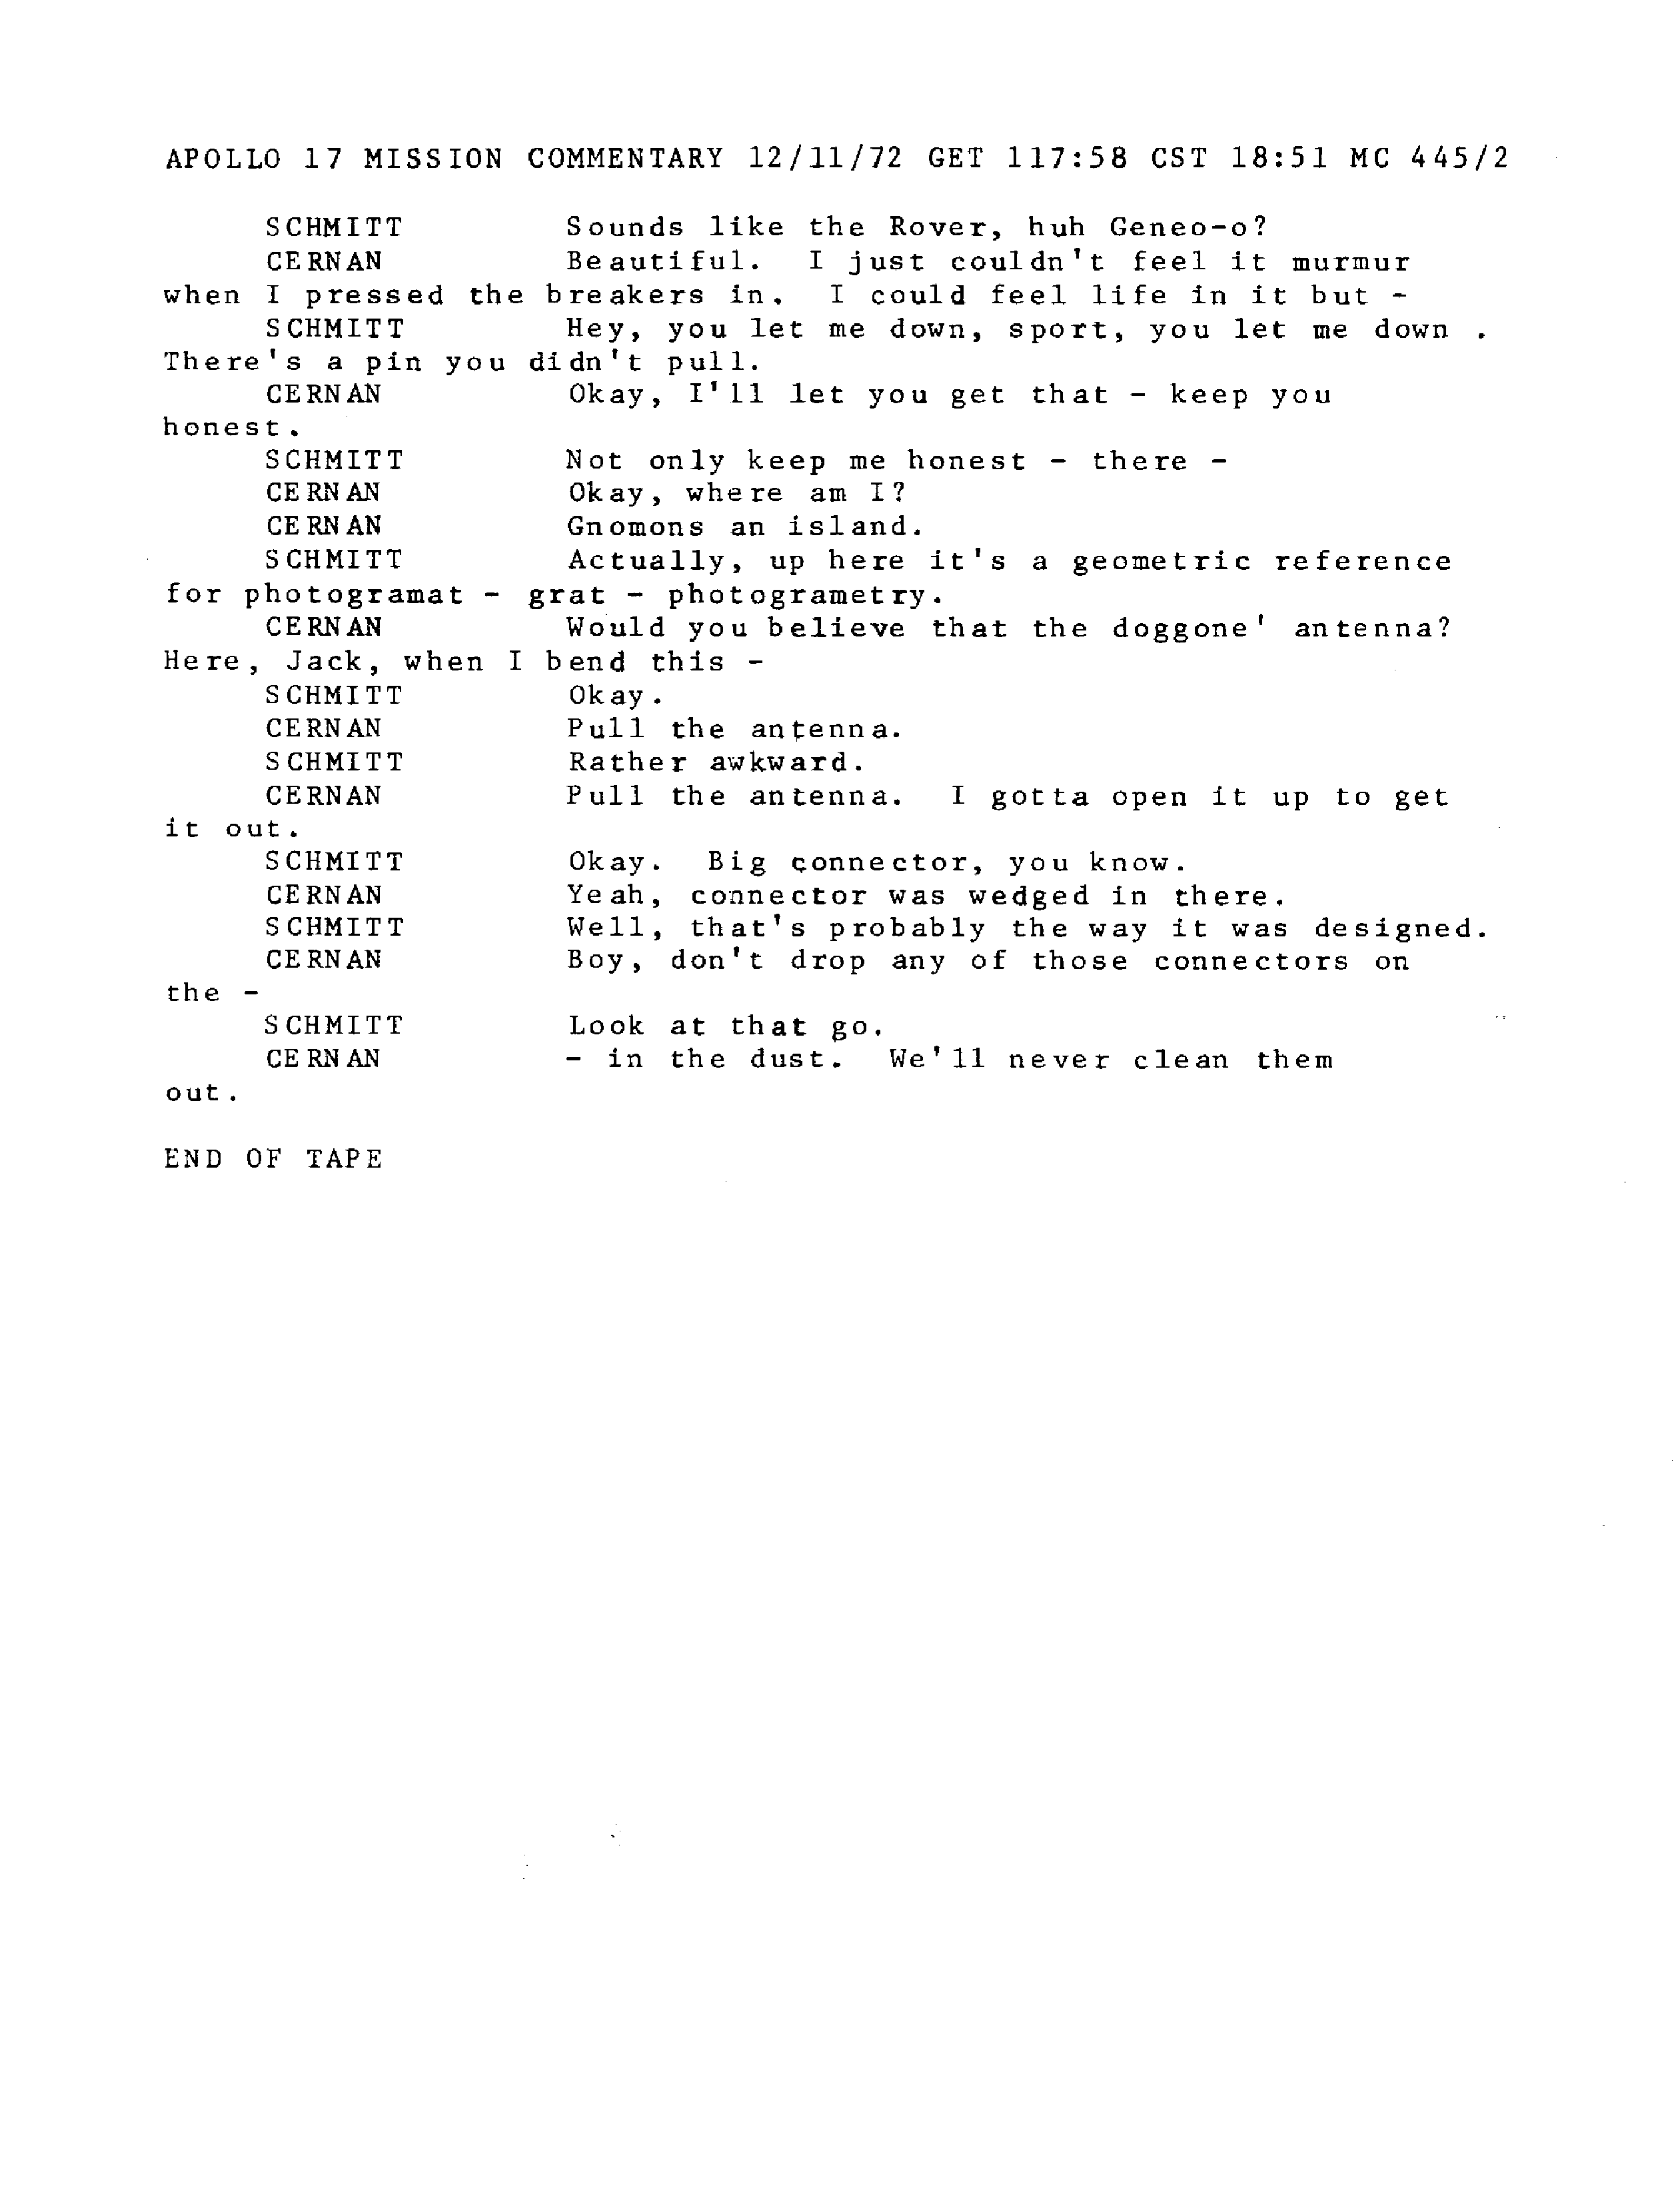 APOLLO 17 MISSION COMMENTARY 12/11/72 GET 117:58 CST 18:51 MC 445/2
SCHMITT Sounds like the Rover, huh Geneo-o?
CERNAN Beautiful. I just couldn't feel it murmur
when I pressed the breakers in. I could feel life in it but -
SCHMITT Hey, you let me down, sport, you let me down .
There's a pin you didn't pull.
CERNAN Okay, I'll let you get that - keep you
honest.
SCHMITT Not only keep me honest - there -
CERNAN Okay, where am I?
CERNAN Gnomons an island.
SCHMITT Actually, up here it's a geometric reference
for photogramat - grat - photogrametry.
CERNAN Would you believe that the doggone' antenna?
Here, Jack, when I bend this -
SCHMITT Okay.
CERNAN Pull the antenna.
SCHMITT Rather awkward.
CERNAN Pull the antenna. I gotta open it up to get
it out.
SCHMITT Okay. Big connector, you know.
CERNAN Yeah, connector was wedged in there.
SCHMITT Well, that's probably the way it was designed.
CERNAN Boy, don't drop any of those connectors on
the -
SCHMITT Look at that go.
CERNAN - in the dust. We'll never clean them
out.
END OF TAPE